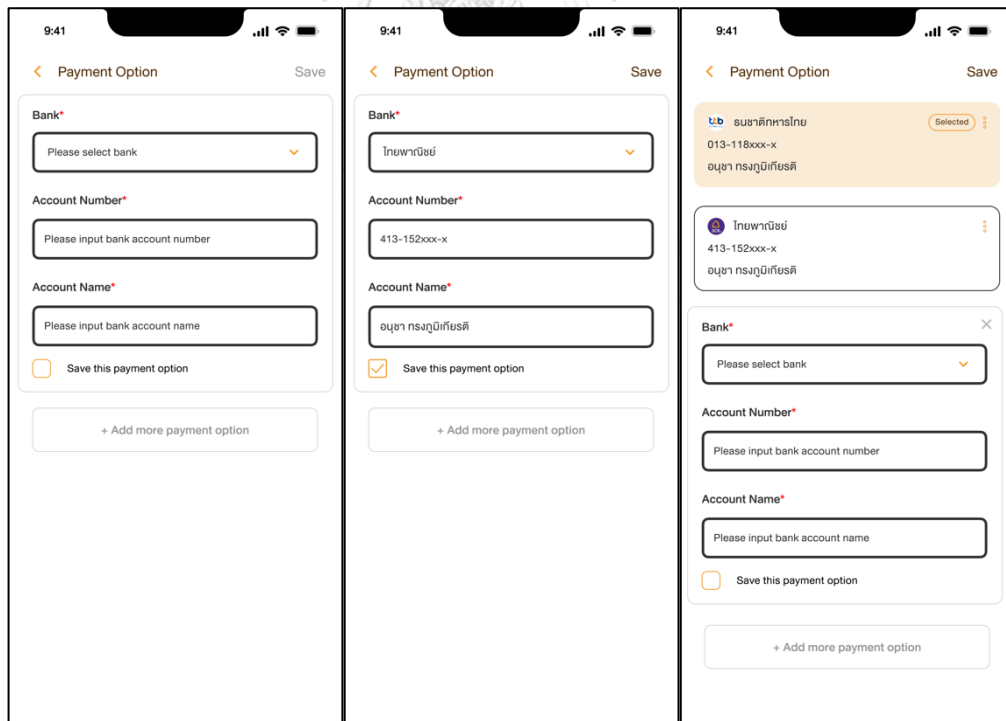 9:41
Payment Option
Save
Bank*
Please select bank
Account Number*
Please input bank account number
Account Name*
Please input bank account name
Save this payment option
+ Add more payment option
9:41
Payment Option
Save
Bank*
ไทยพาณิชย์
Account Number*
413-152xxx-x
Account Name*
อนุชา ทรงภูมิเกียรติ
Save this payment option
+ Add more payment option
9:41
Payment Option
Save
ttb ธนชาติทหารไทย Selected
013-118xxx-x
อนุชา ทรงภูมิเกียรติ
SCB ไทยพาณิชย์
413-152xxx-x
อนุชา ทรงภูมิเกียรติ
Bank*
Please select bank
Account Number*
Please input bank account number
Account Name*
Please input bank account name
Save this payment option
+ Add more payment option